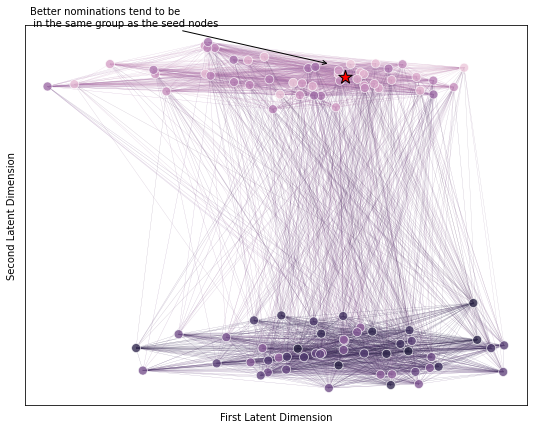 Better nominations tend to be
in the same group as the seed nodes
Second Latent Dimension
First Latent Dimension